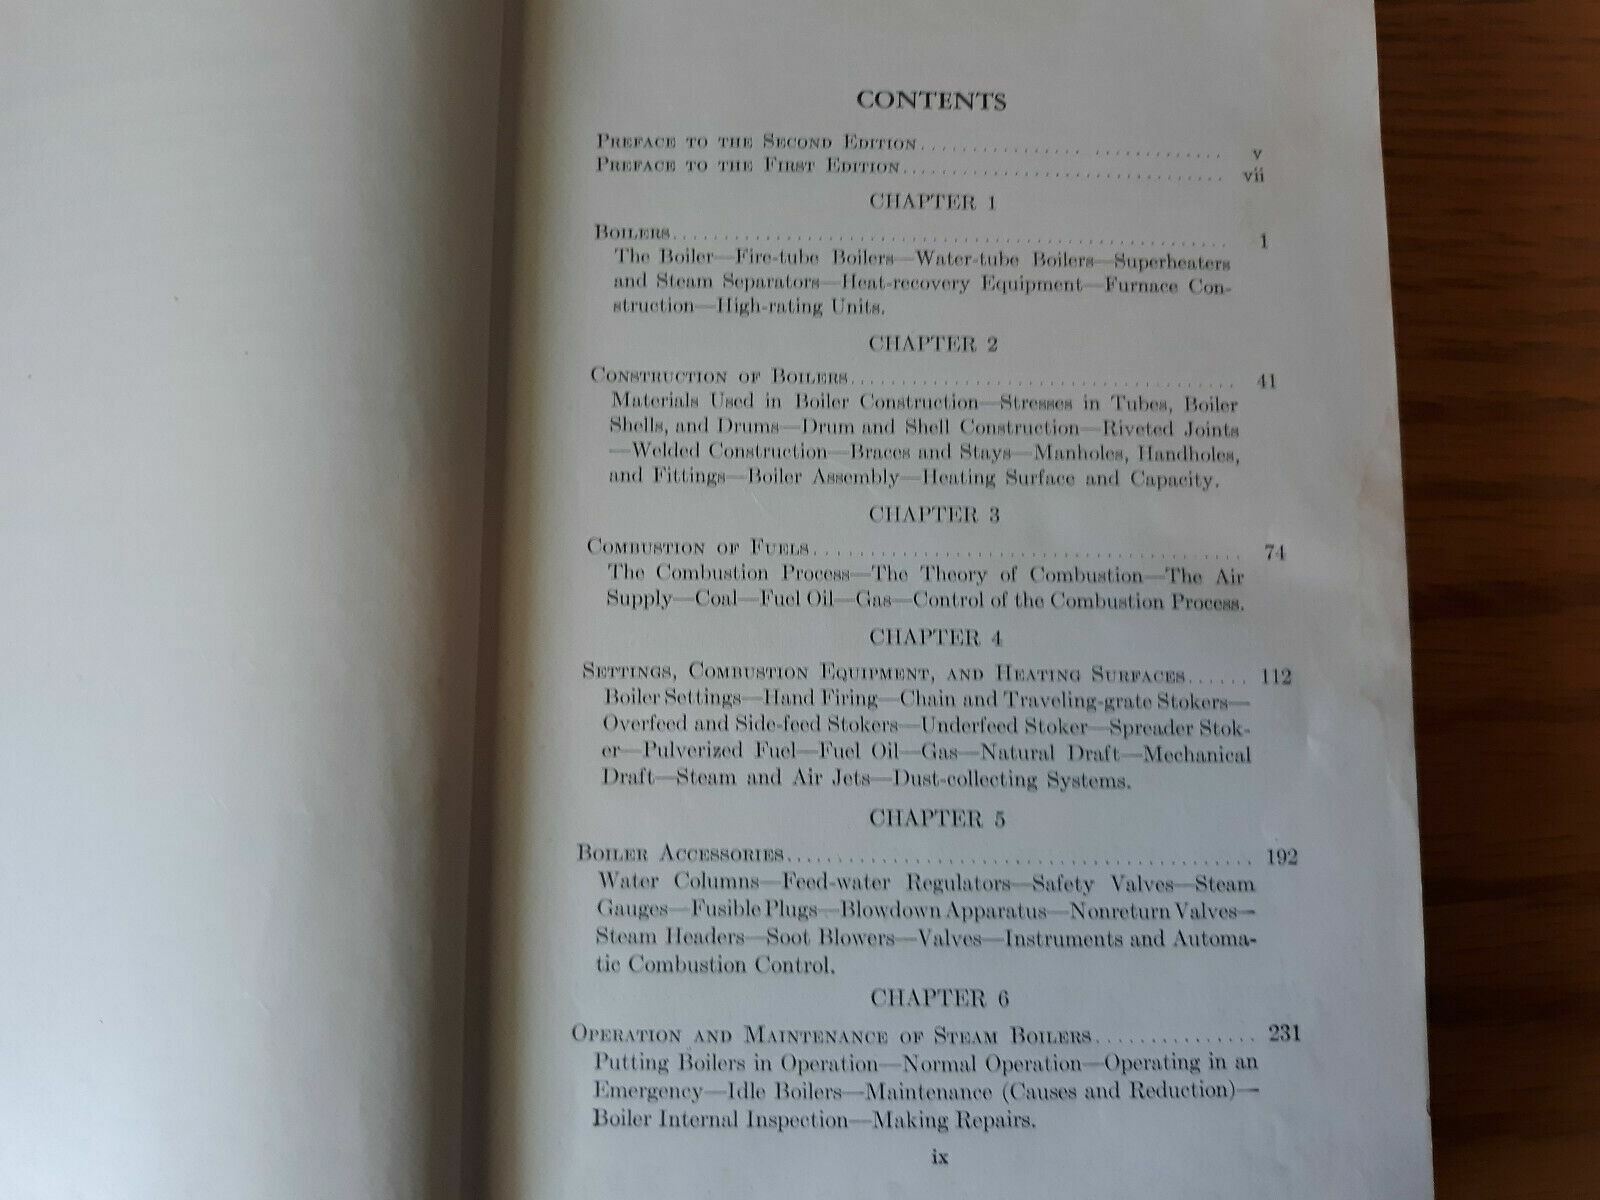 CONTENTS
PREFACE TO THE SECOND EDITION . . . . . . . . . . . . . . . . . . . . . . . . . . . . v
PREFACE TO THE FIRST EDITION . . . . . . . . . . . . . . . . . . . . . . . . . . . . vii
CHAPTER 1
BOILERS . . . . . . . . . . . . . . . . . . . . . . . . . . . . 1
The Boiler—Fire-tube Boilers—Water-tube Boilers—Superheaters
and Steam Separators—Heat-recovery Equipment—Furnace Con-
struction—High-rating Units.
CHAPTER 2
CONSTRUCTION OF BOILERS . . . . . . . . . . . . . . . . . . . . . . . . . . . . 41
Materials Used in Boiler Construction—Stresses in Tubes, Boiler
Shells, and Drums—Drum and Shell Construction—Riveted Joints
—Welded Construction—Braces and Stays—Manholes, Handholes,
and Fittings—Boiler Assembly—Heating Surface and Capacity.
CHAPTER 3
COMBUSTION OF FUELS . . . . . . . . . . . . . . . . . . . . . . . . . . . . 74
The Combustion Process—The Theory of Combustion—The Air
Supply—Coal—Fuel Oil—Gas—Control of the Combustion Process.
CHAPTER 4
SETTINGS, COMBUSTION EQUIPMENT, AND HEATING SURFACES . . . . . . 112
Boiler Settings—Hand Firing—Chain and Traveling-grate Stokers—
Overfeed and Side-feed Stokers—Underfeed Stoker—Spreader Stok-
er—Pulverized Fuel—Fuel Oil—Gas—Natural Draft—Mechanical
Draft—Steam and Air Jets—Dust-collecting Systems.
CHAPTER 5
BOILER ACCESSORIES . . . . . . . . . . . . . . . . . . . . . . . . . . . . 192
Water Columns—Feed-water Regulators—Safety Valves—Steam
Gauges—Fusible Plugs—Blowdown Apparatus—Nonreturn Valves—
Steam Headers—Soot Blowers—Valves—Instruments and Automa-
tic Combustion Control.
CHAPTER 6
OPERATION AND MAINTENANCE OF STEAM BOILERS . . . . . . . . . . . . . . 231
Putting Boilers in Operation—Normal Operation—Operating in an
Emergency—Idle Boilers—Maintenance (Causes and Reduction)—
Boiler Internal Inspection—Making Repairs.
ix